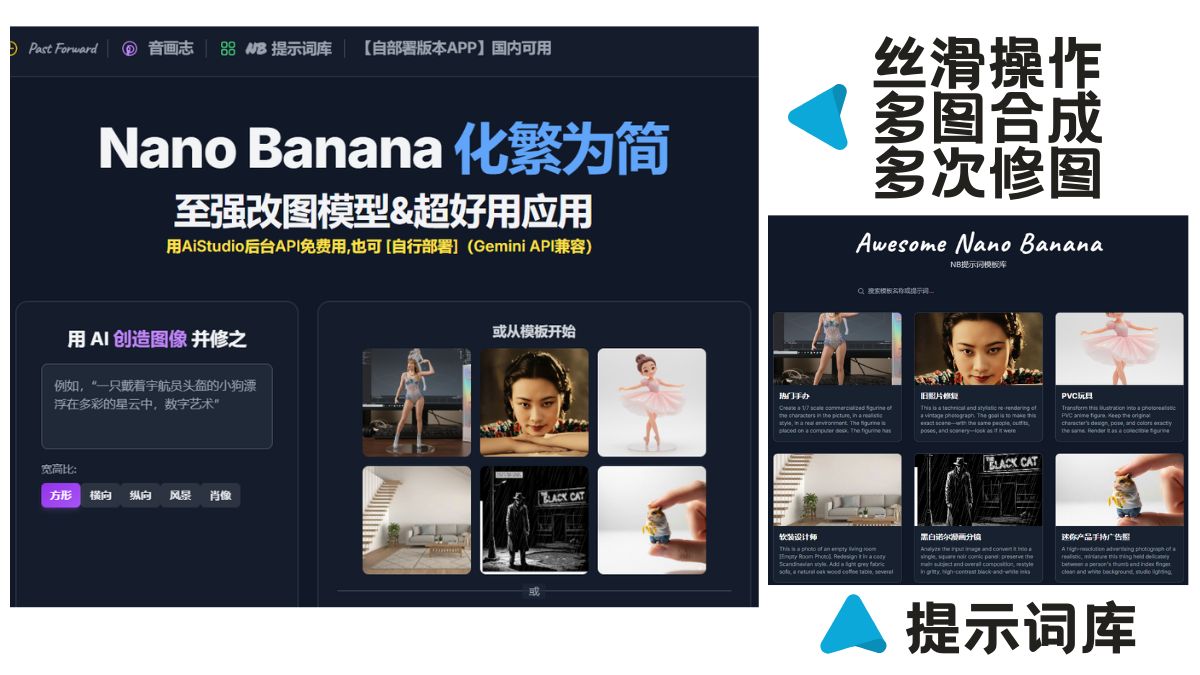 Past Forward
音画志
NB 提示词库
【自部署版本APP】国内可用
Nano Banana 化繁为简
至强改图模型&超好用应用
用AiStudio后台API免费用,也可 [自行部署]（Gemini API兼容）
用 AI 创造图像 并修之
例如，“一只戴着宇航员头盔的小狗漂
浮在多彩的星云中，数字艺术”
宽高比:
方形
横向
纵向
风景
肖像
或从模板开始
BLACK CAT
或
丝滑操作
多图合成
多次修图
Awesome Nano Banana
NB提示词模板库
搜索模板名称或提示词...
热门手办
Create a 1/7 scale commercialized figurine of
the characters in the picture, in a realistic
style, in a real environment. The figurine is
placed on a computer desk. The figurine has
旧照片修复
This is a technical and stylistic re-rendering of
a vintage photograph. The goal is to make this
exact scene—with the same people, outfits,
poses, and scenery—look as if it were
PVC玩具
Transform this illustration into a photorealistic
PVC anime figure. Keep the original
character's design, pose, and colors exactly
the same. Render it as a collectible figurine
THE
BLACK CAT
软装设计师
This is a photo of an empty living room
[Empty Room Photo]. Redesign it in a cozy
Scandinavian style. Add a light grey fabric
sofa, a natural oak wood coffee table, several
黑白诺尔漫画分镜
Analyze the input image and convert it into a
single, square noir comic panel: preserve the
main subject and overall composition, restyle
in gritty, high-contrast black-and-white inks
迷你产品手持广告照
A high-resolution advertising photograph of a
realistic, miniature this thing held delicately
between a person's thumb and index finger.
clean and white background, studio lighting,
提示词库